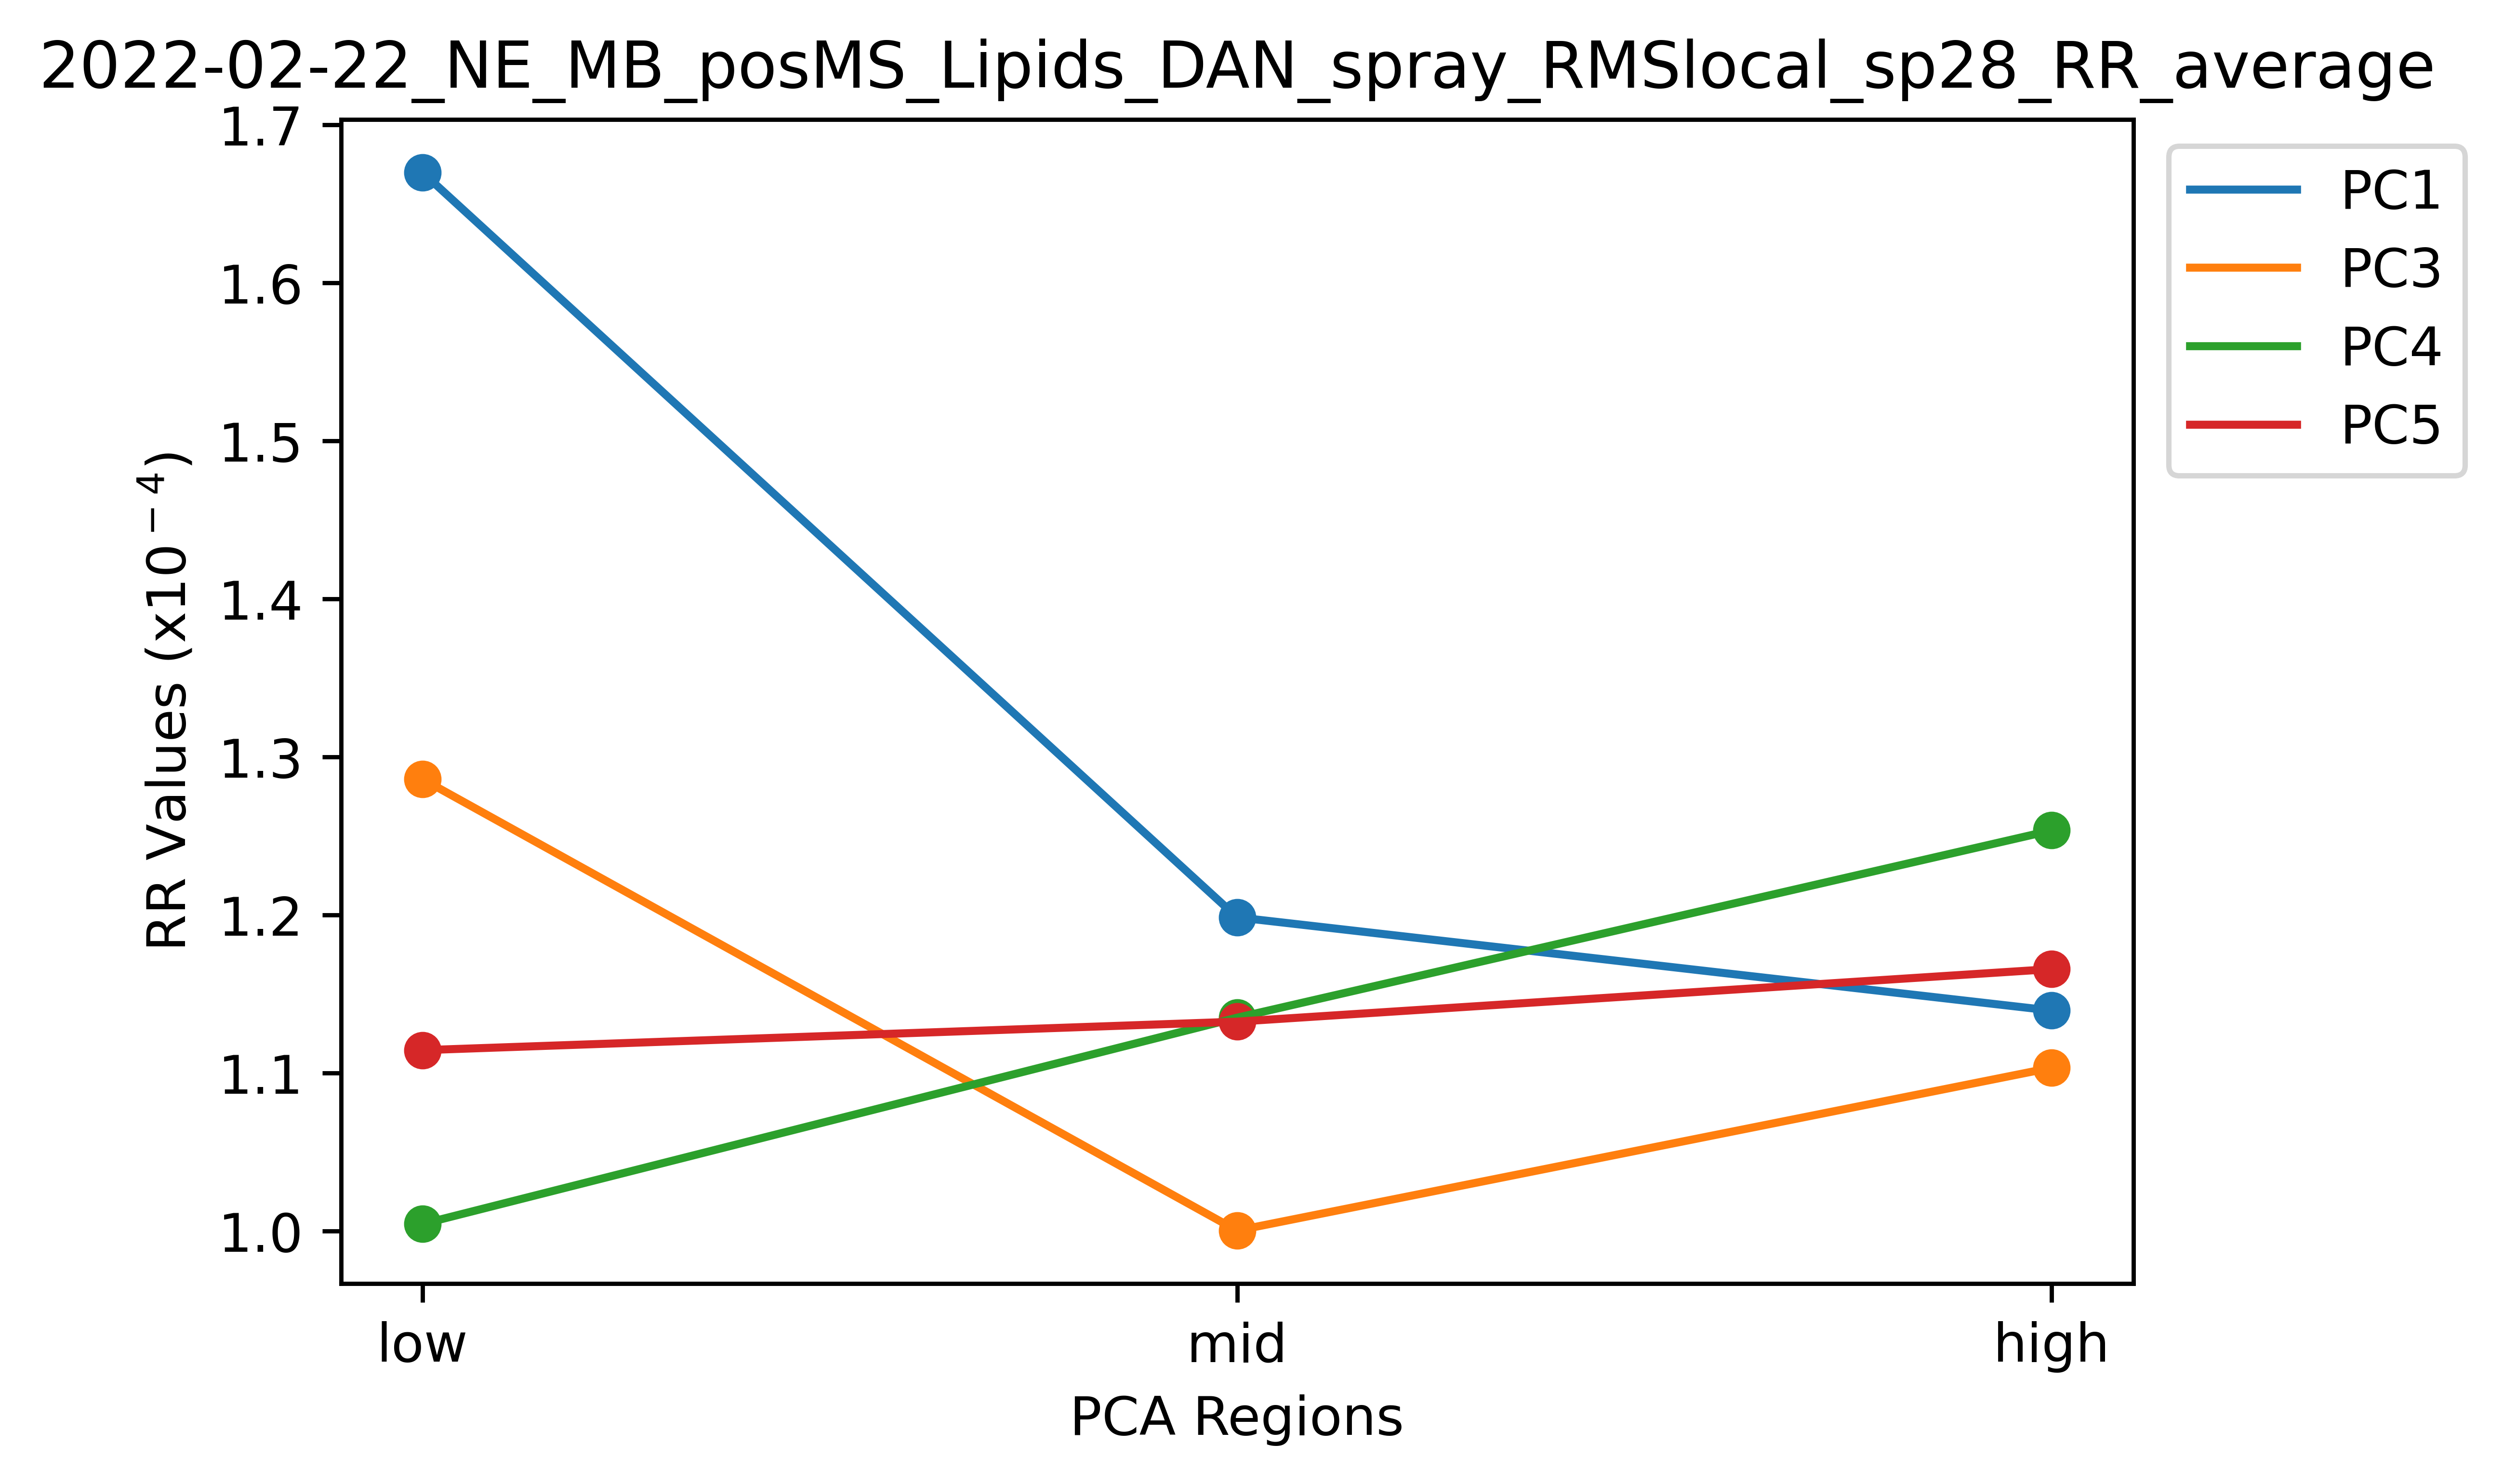 2022-02-22_NE_MB_posMS_Lipids_DAN_spray_RMSlocal_sp28_RR_average
1.7
1.6
1.5
1.4
1.3
1.2
1.1
1.0
RR Values (x10⁻⁴)
low
mid
high
PCA Regions
PC1
PC3
PC4
PC5